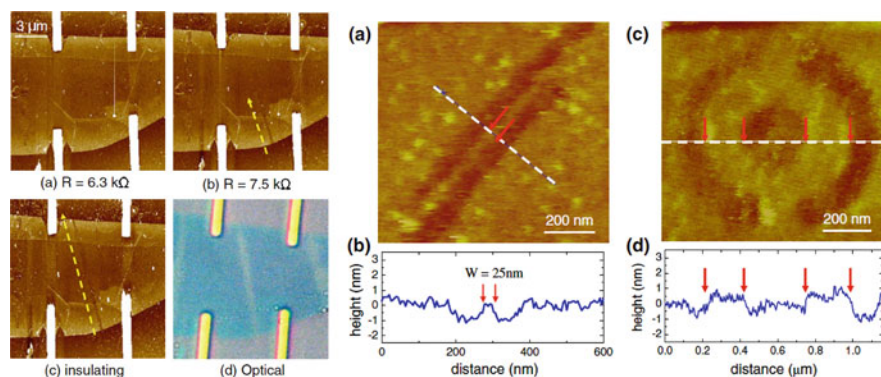 3 μm
(a) R = 6.3 kΩ
(b) R = 7.5 kΩ
(c) insulating
(d) Optical
(a)
200 nm
(b)
W = 25nm
height (nm)
3
2
1
0
-1
-2
0
200
400
600
distance (nm)
(c)
200 nm
(d)
height (nm)
3
2
1
0
-1
-2
0.0
0.2
0.4
0.6
0.8
1.0
distance (μm)